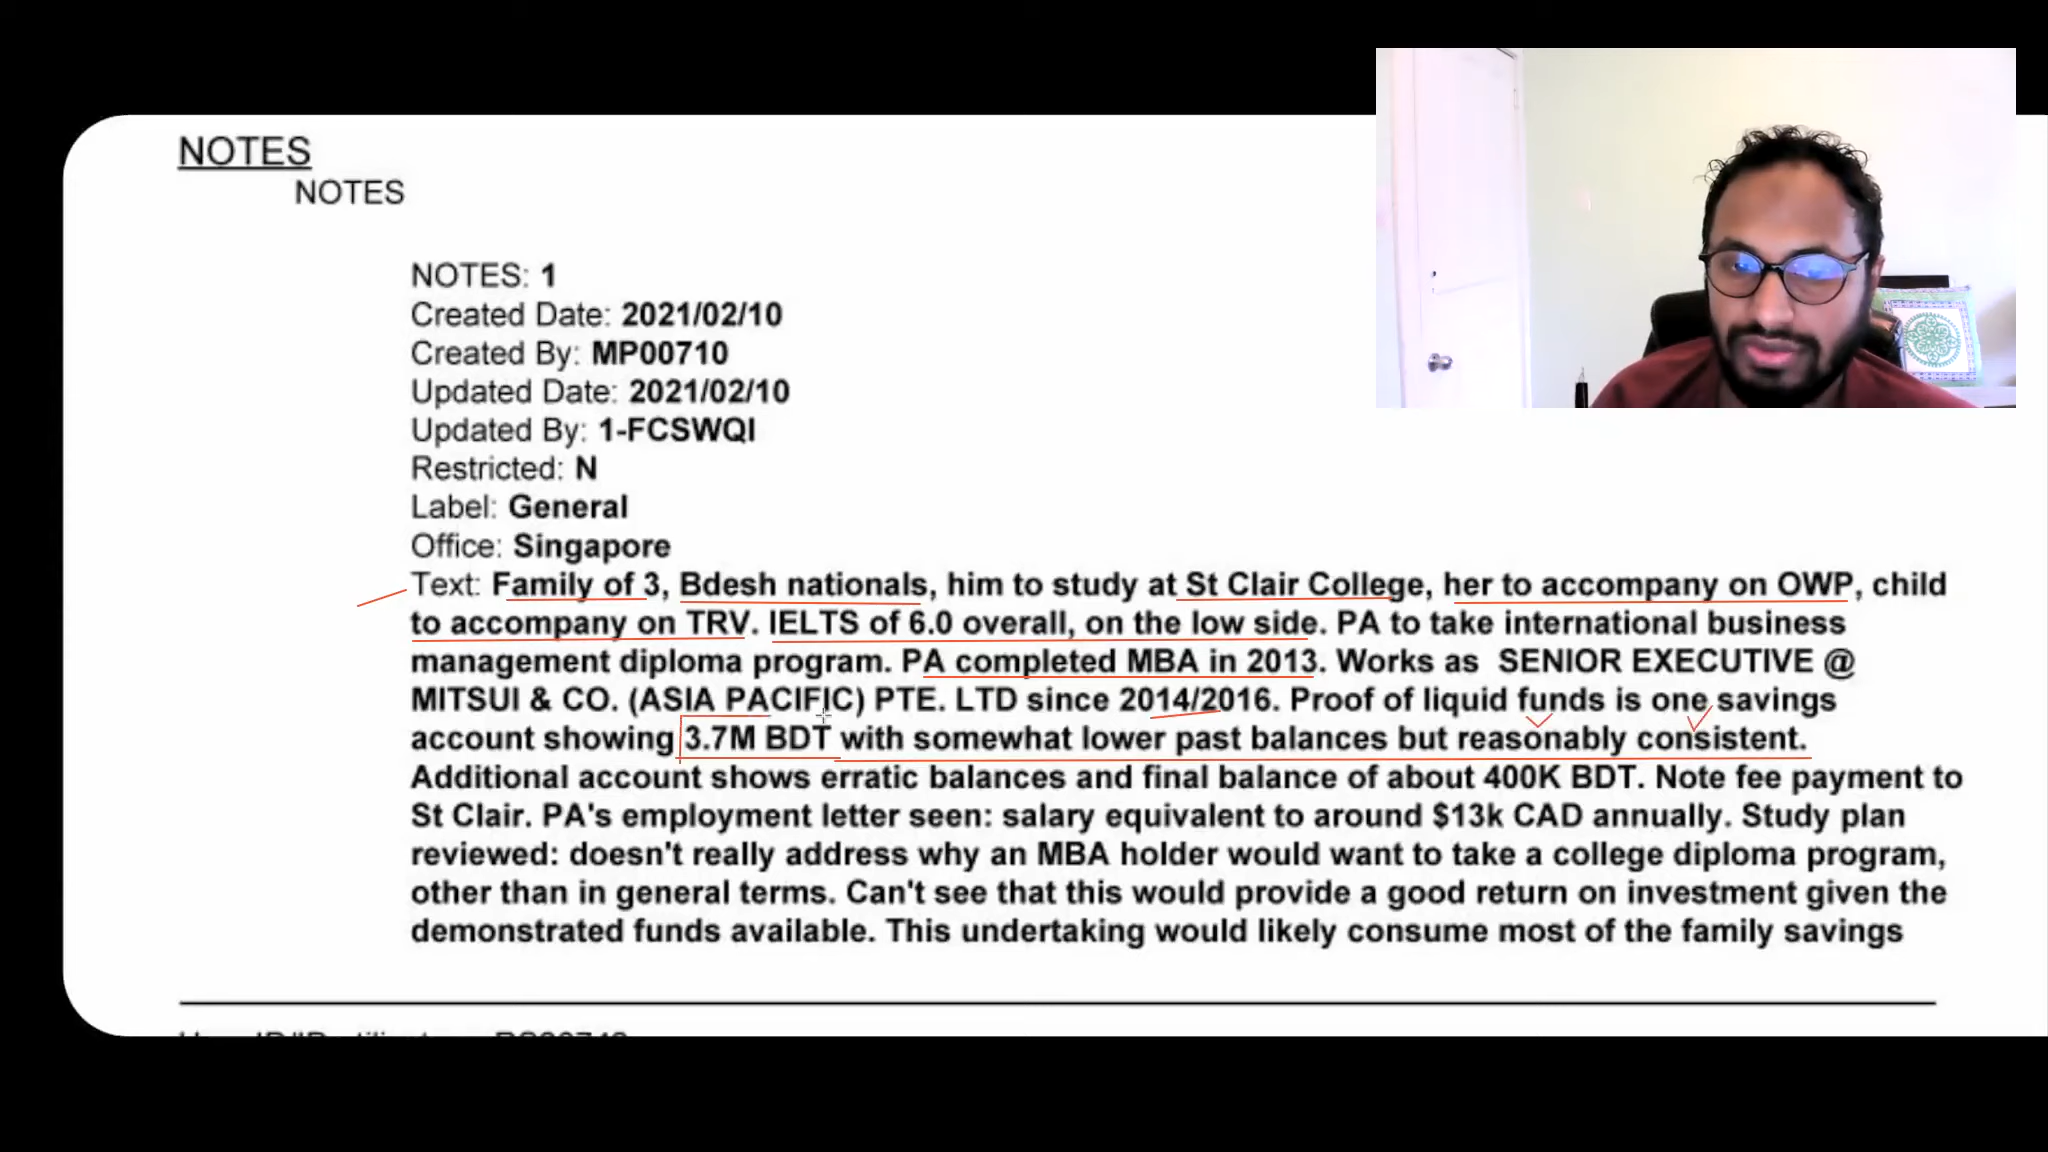 NOTES
NOTES
NOTES: 1
Created Date: 2021/02/10
Created By: MP00710
Updated Date: 2021/02/10
Updated By: 1-FCSWQI
Restricted: N
Label: General
Office: Singapore
Text: Family of 3, Bdesh nationals, him to study at St Clair College, her to accompany on OWP, child
to accompany on TRV. IELTS of 6.0 overall, on the low side. PA to take international business
management diploma program. PA completed MBA in 2013. Works as SENIOR EXECUTIVE @
MITSUI & CO. (ASIA PACIFIC) PTE. LTD since 2014/2016. Proof of liquid funds is one savings
account showing 3.7M BDT with somewhat lower past balances but reasonably consistent.
Additional account shows erratic balances and final balance of about 400K BDT. Note fee payment to
St Clair. PA's employment letter seen: salary equivalent to around $13k CAD annually. Study plan
reviewed: doesn't really address why an MBA holder would want to take a college diploma program,
other than in general terms. Can't see that this would provide a good return on investment given the
demonstrated funds available. This undertaking would likely consume most of the family savings